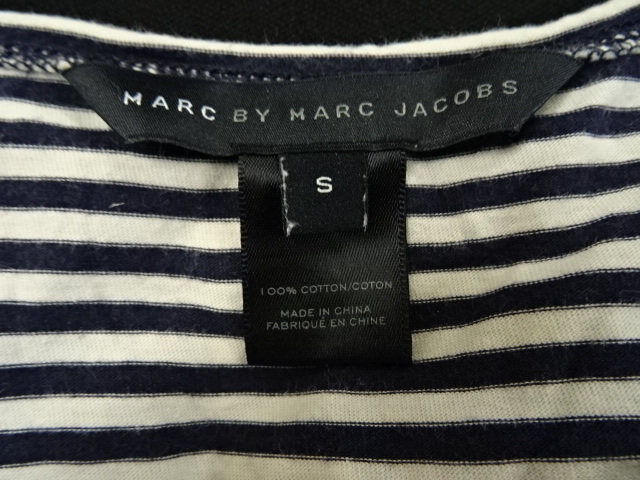 MARC BY MARC JACOBS
S
100% COTTON/COTON
MADE IN CHINA
FABRIQUÉ EN CHINE